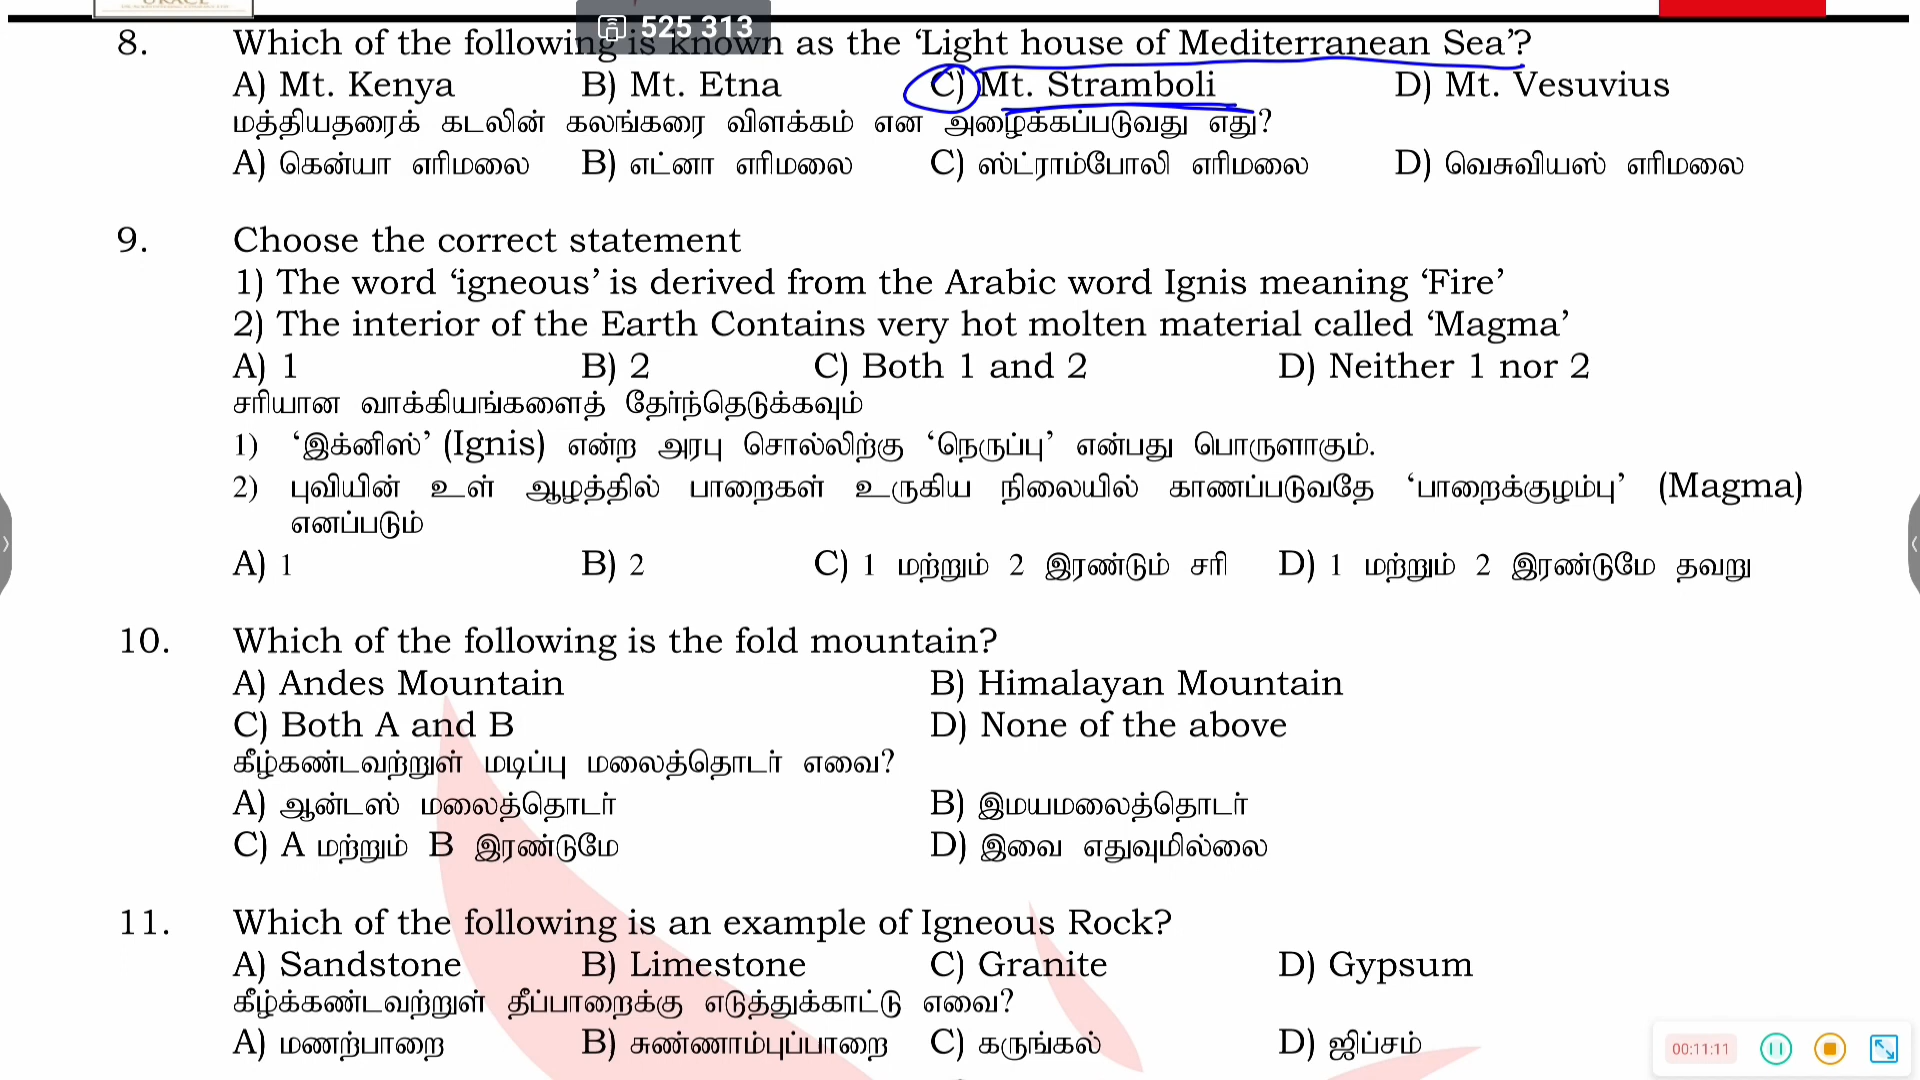 525 313
8. Which of the following is known as the ‘Light house of Mediterranean Sea’?
A) Mt. Kenya B) Mt. Etna C) Mt. Stramboli D) Mt. Vesuvius
மத்தியதரைக் கடலின் கலங்கரை விளக்கம் என அழைக்கப்படுவது எது?
A) கென்யா எரிமலை B) எட்னா எரிமலை C) ஸ்ட்ராம்போலி எரிமலை D) வெசுவியஸ் எரிமலை
9. Choose the correct statement
1) The word ‘igneous’ is derived from the Arabic word Ignis meaning ‘Fire’
2) The interior of the Earth Contains very hot molten material called ‘Magma’
A) 1 B) 2 C) Both 1 and 2 D) Neither 1 nor 2
சரியான வாக்கியங்களைத் தேர்ந்தெடுக்கவும்
1) ‘இக்னிஸ்’ (Ignis) என்ற அரபு சொல்லிற்கு ‘நெருப்பு’ என்பது பொருளாகும்.
2) புவியின் உள் ஆழத்தில் பாறைகள் உருகிய நிலையில் காணப்படுவதே ‘பாறைக்குழம்பு’ (Magma)
எனப்படும்
A) 1 B) 2 C) 1 மற்றும் 2 இரண்டும் சரி D) 1 மற்றும் 2 இரண்டுமே தவறு
10. Which of the following is the fold mountain?
A) Andes Mountain B) Himalayan Mountain
C) Both A and B D) None of the above
கீழ்கண்டவற்றுள் மடிப்பு மலைத்தொடர் எவை?
A) ஆன்டஸ் மலைத்தொடர் B) இமயமலைத்தொடர்
C) A மற்றும் B இரண்டுமே D) இவை எதுவுமில்லை
11. Which of the following is an example of Igneous Rock?
A) Sandstone B) Limestone C) Granite D) Gypsum
கீழ்க்கண்டவற்றுள் தீப்பாறைக்கு எடுத்துக்காட்டு எவை?
A) மணற்பாறை B) சுண்ணாம்புப்பாறை C) கருங்கல் D) ஜிப்சம்
00:11:11